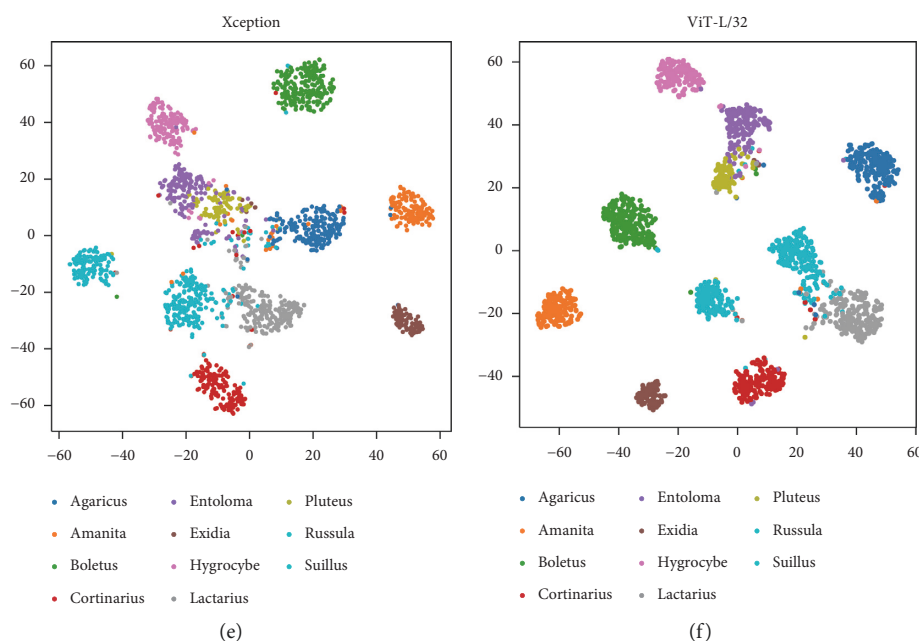 Xception
60
40
20
0
−20
−40
−60
−60 −40 −20 0 20 40 60
Agaricus Entoloma Pluteus
Amanita Exidia Russula
Boletus Hygrocybe Suillus
Cortinarius Lactarius
(e)
ViT-L/32
60
40
20
0
−20
−40
−60 −40 −20 0 20 40 60
Agaricus Entoloma Pluteus
Amanita Exidia Russula
Boletus Hygrocybe Suillus
Cortinarius Lactarius
(f)